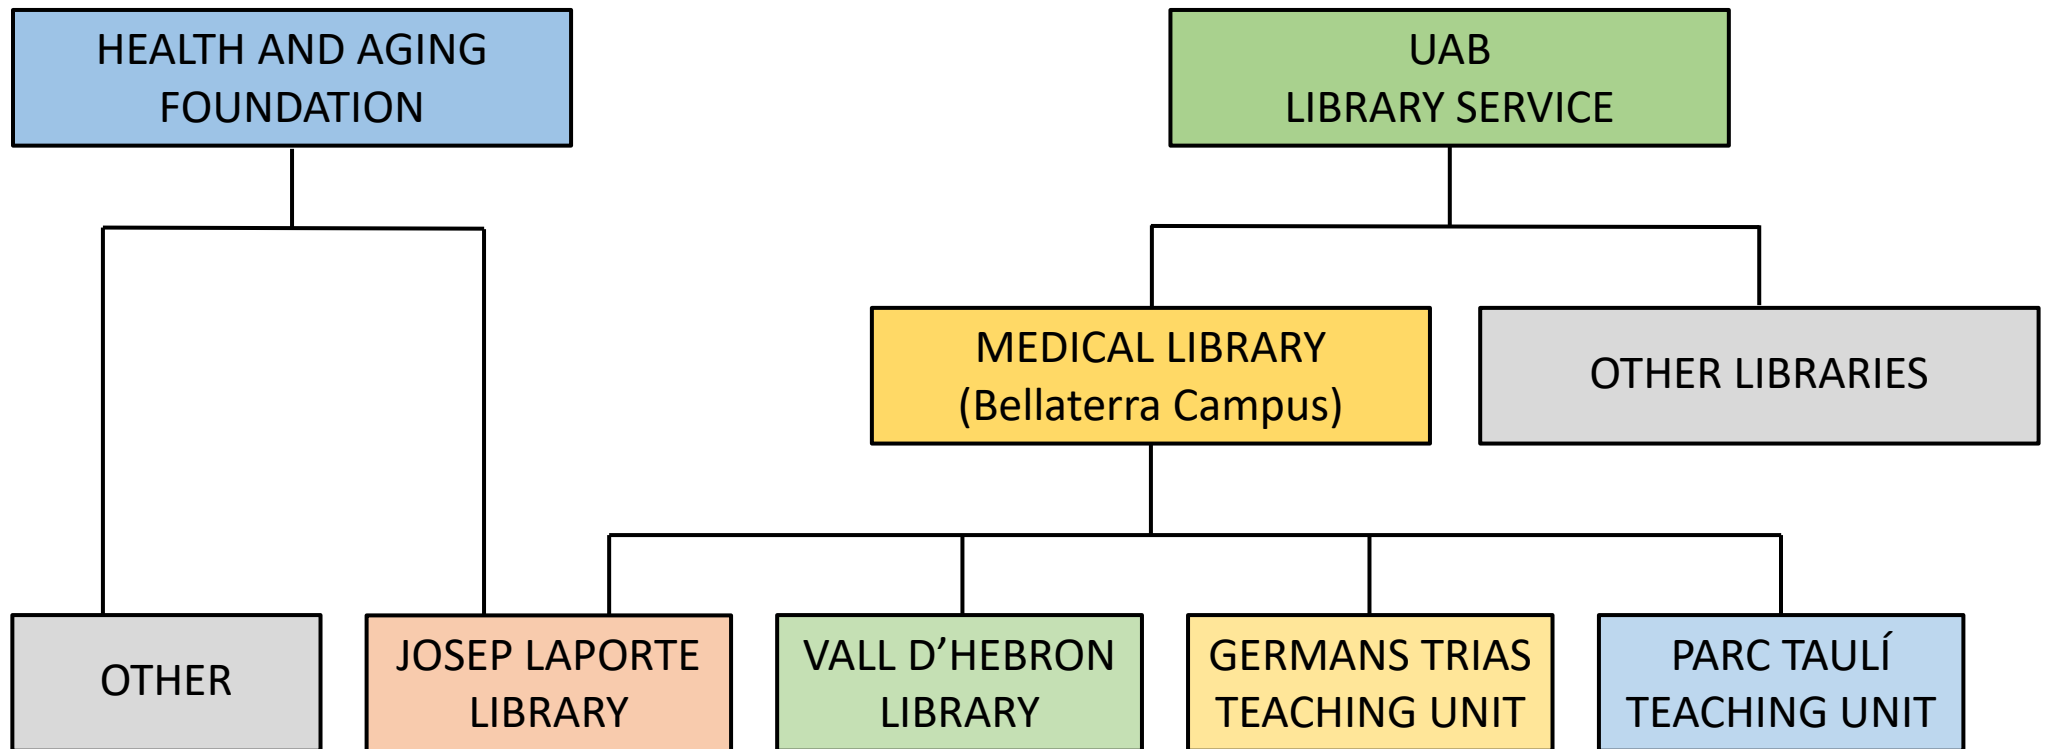 HEALTH AND AGING
FOUNDATION
UAB
LIBRARY SERVICE
MEDICAL LIBRARY
(Bellaterra Campus)
OTHER LIBRARIES
OTHER
JOSEP LAPORTE
LIBRARY
VALL D’HEBRON
LIBRARY
GERMANS TRIAS
TEACHING UNIT
PARC TAULÍ
TEACHING UNIT